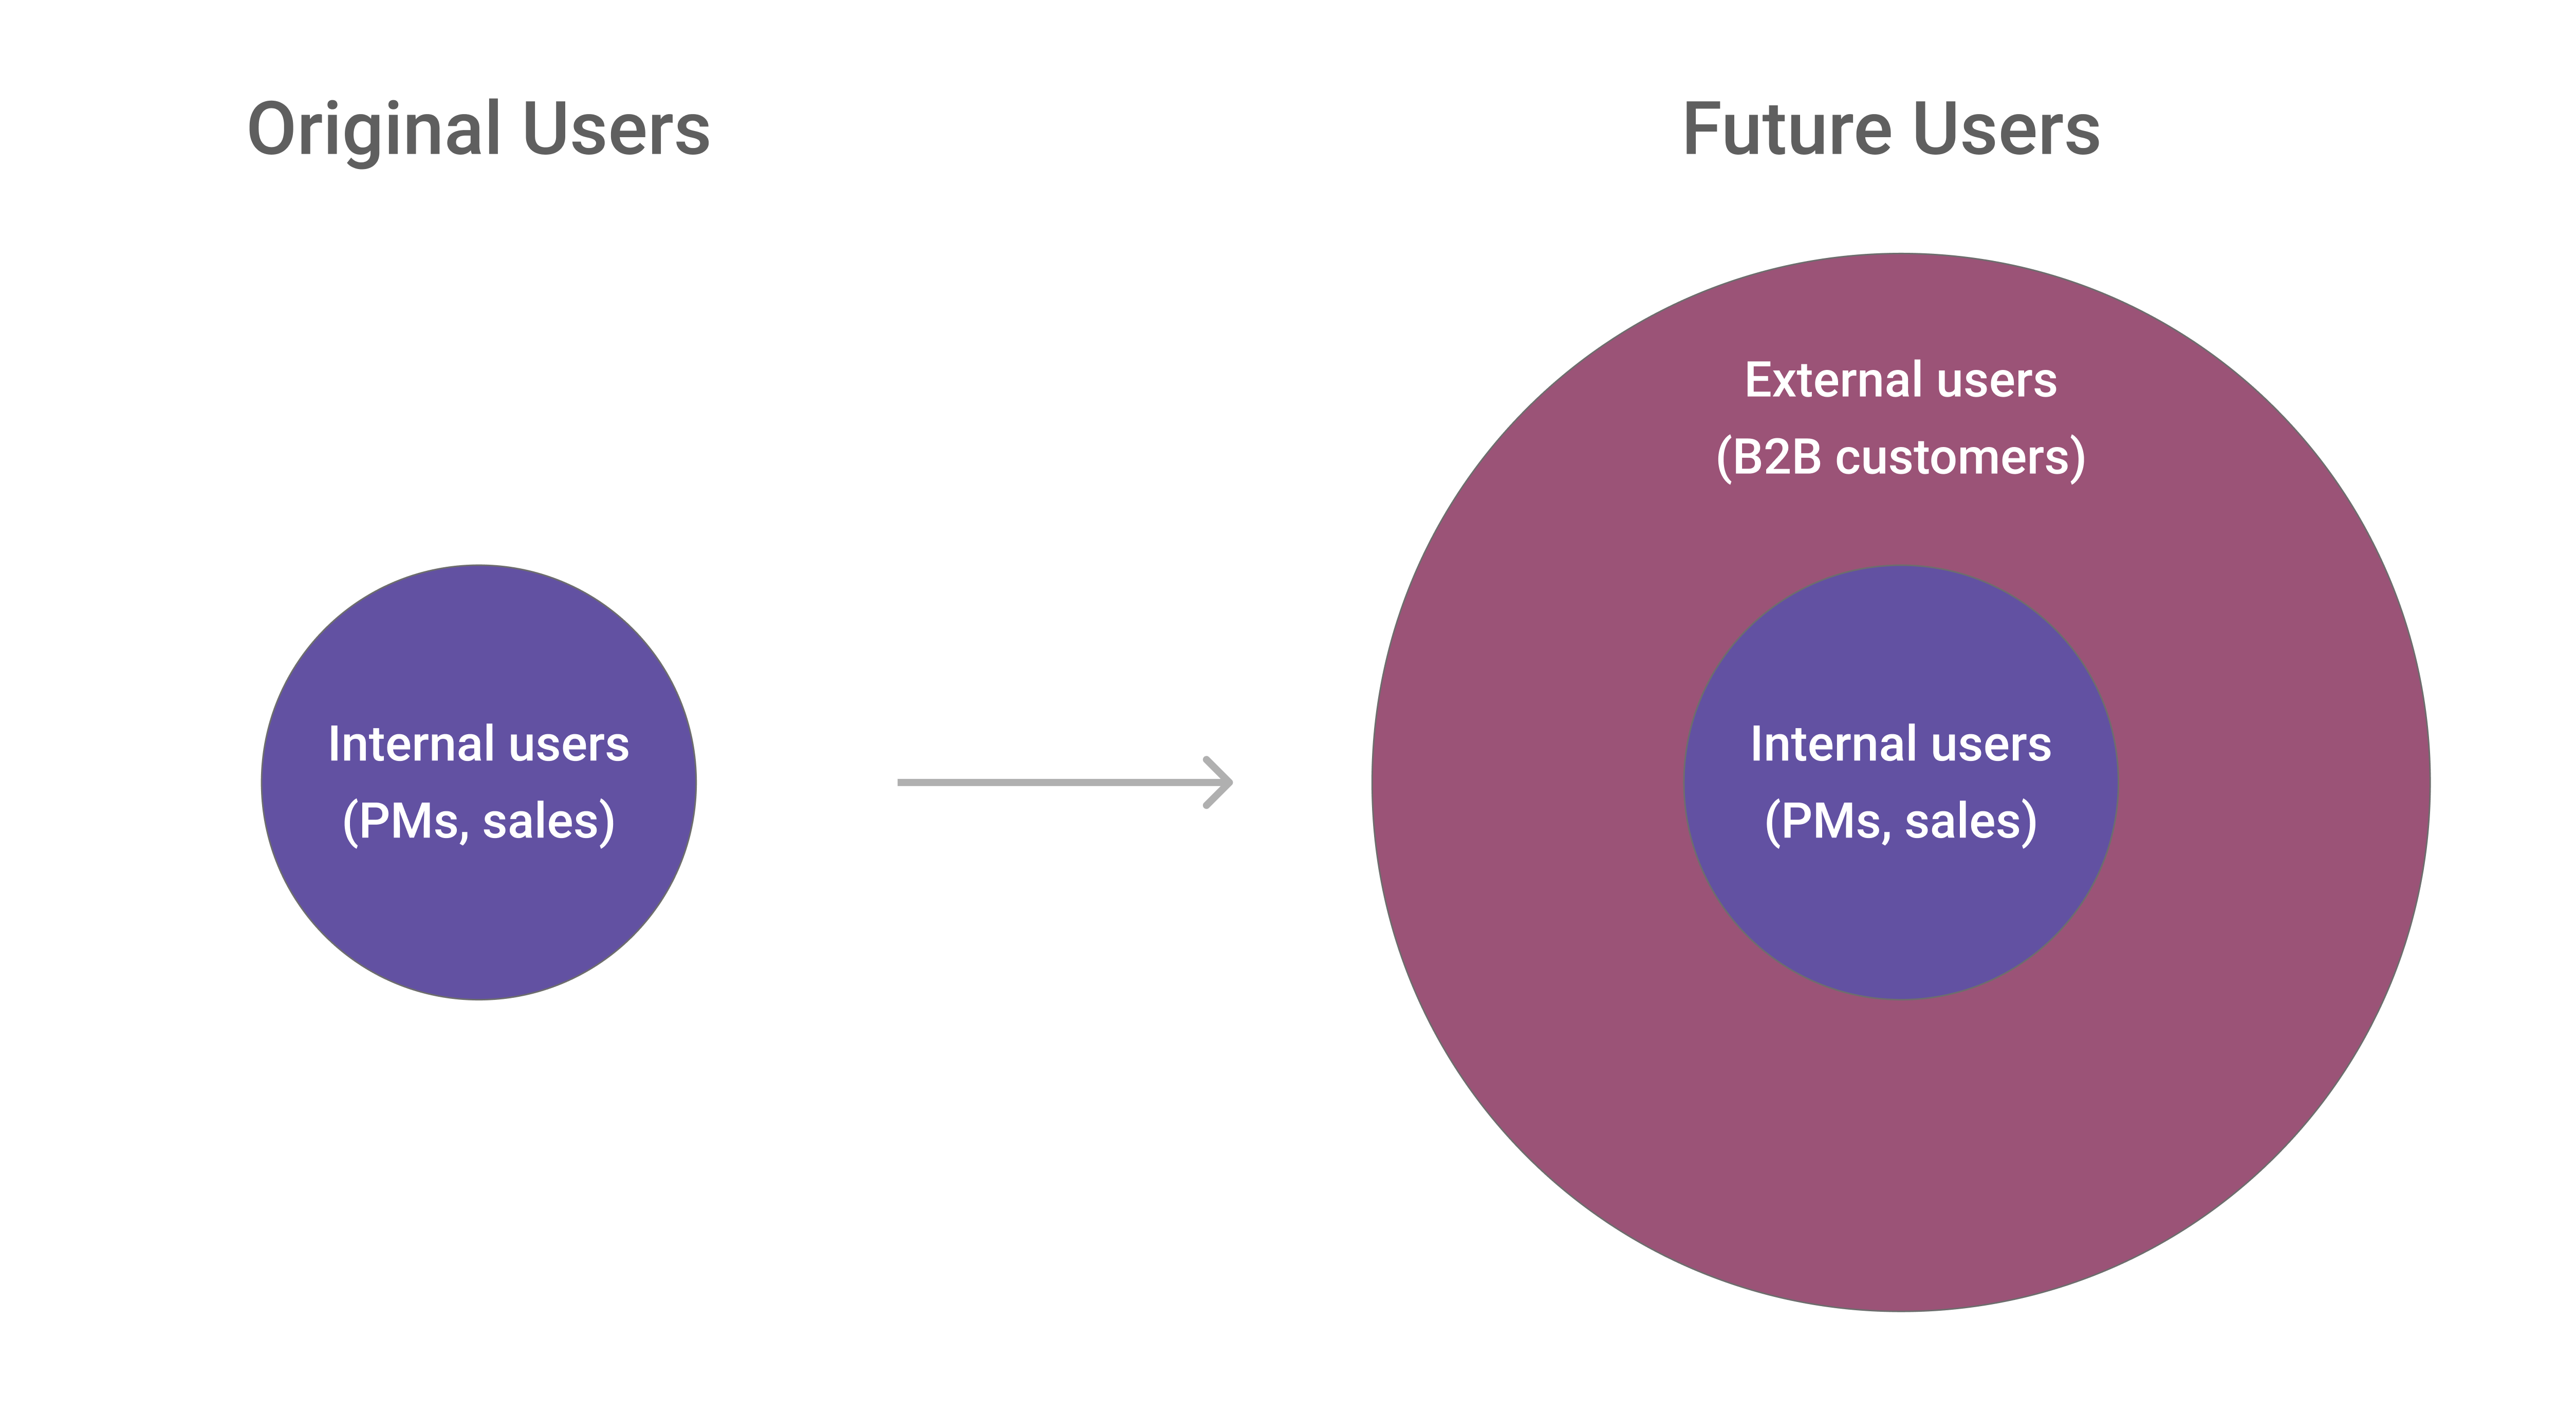 Original Users
Internal users
(PMs, sales)
Future Users
External users
(B2B customers)
Internal users
(PMs, sales)